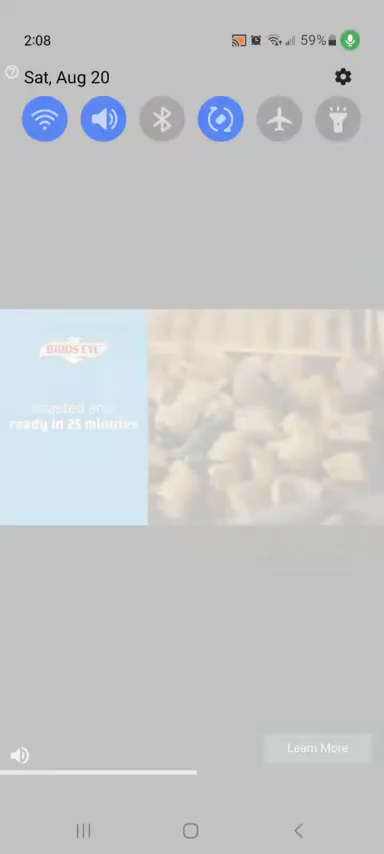 2:08
59%
Sat, Aug 20
BIRDS EYE
Roasted and
ready in 25 minutes
Learn More